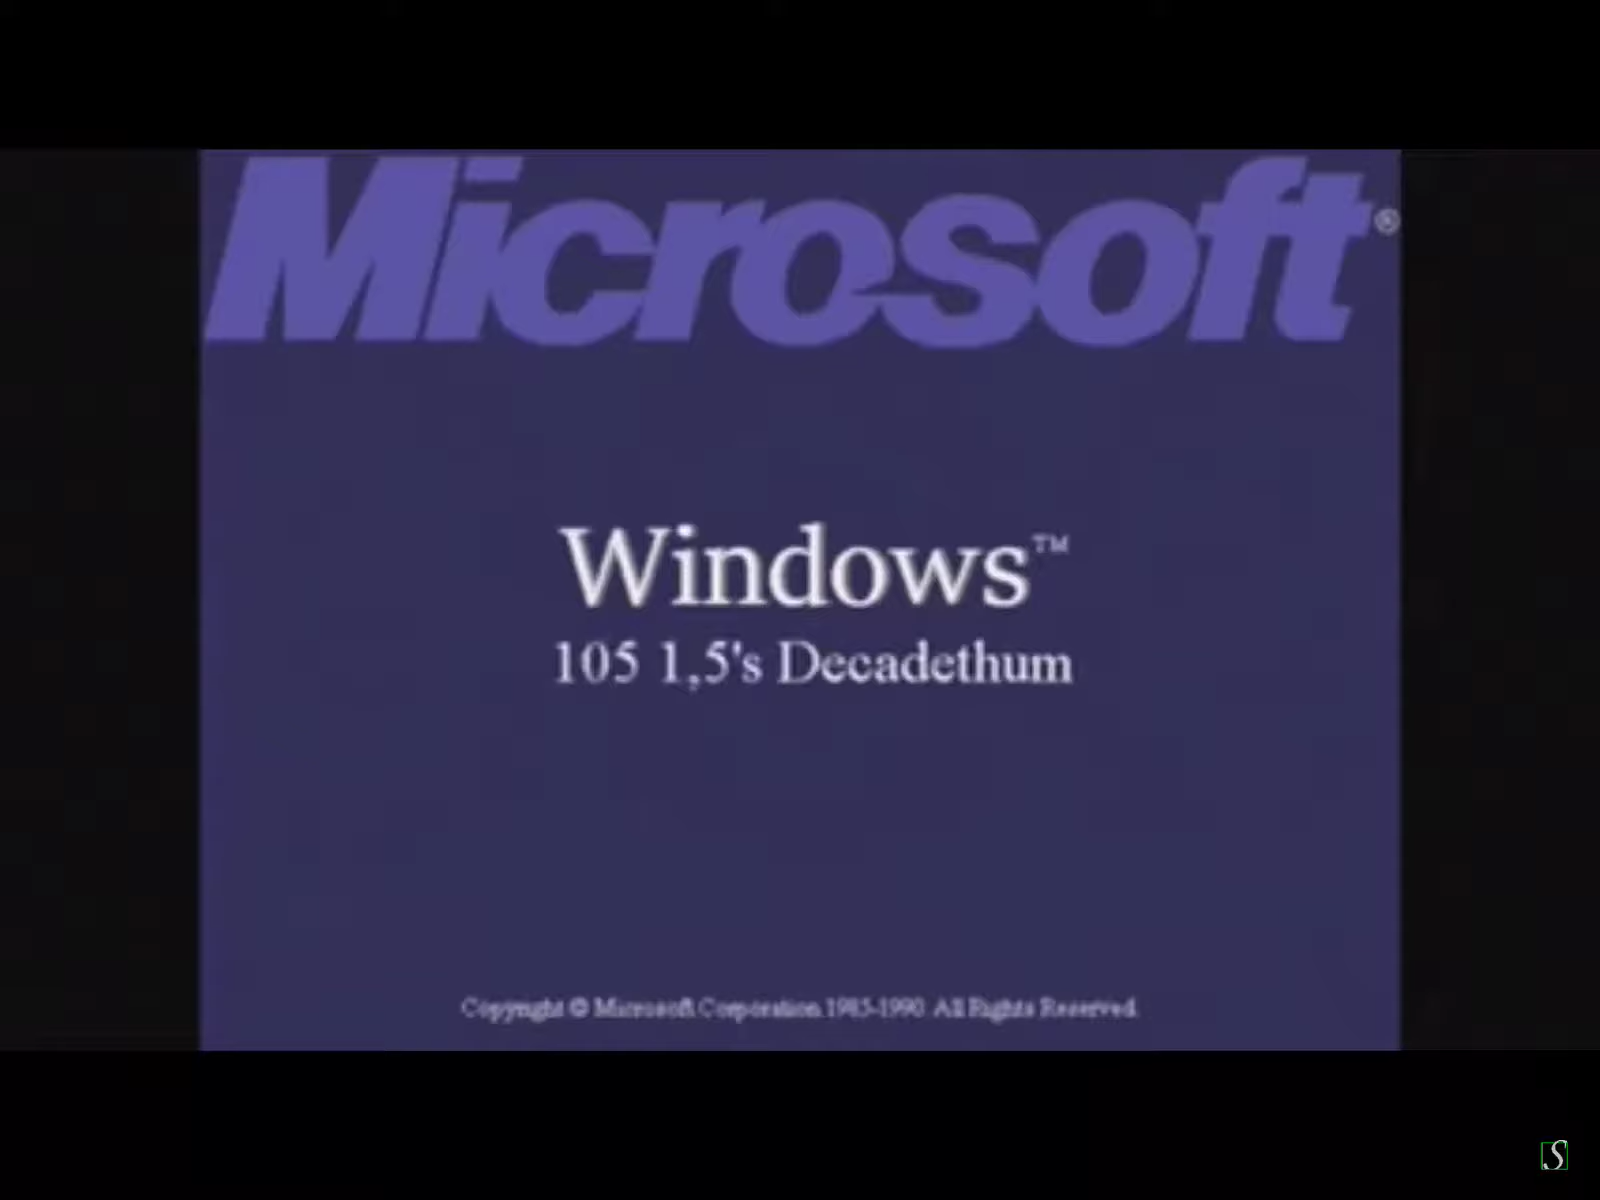 Microsoft®
Windows™
105 1,5's Decadethum
Copyright © Microsoft Corporation 1985-1990. All Rights Reserved.
S